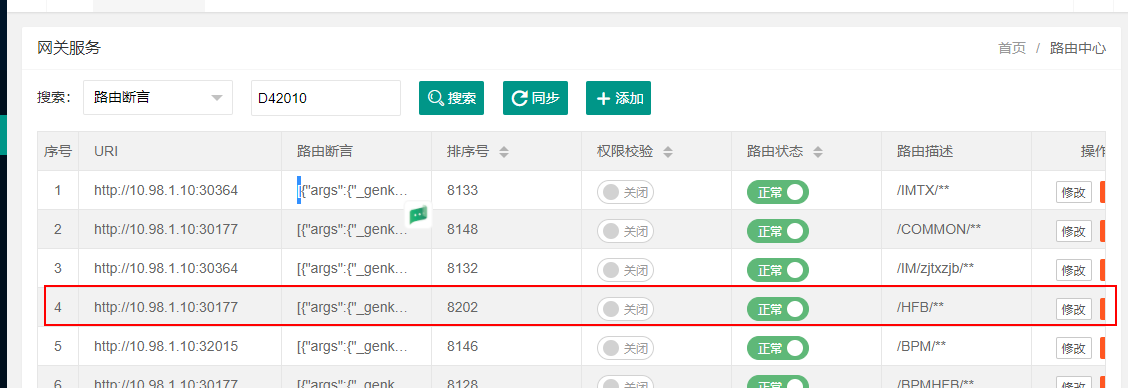 网关服务
首页 / 路由中心
搜索: 路由断言 D42010 搜索 同步 添加
序号 URI 路由断言 排序号 权限校验 路由状态 路由描述 操作
1 http://10.98.1.10:30364 [{"args":{"_genk... 8133 关闭 正常 /IMTX/** 修改
2 http://10.98.1.10:30177 [{"args":{"_genk... 8148 关闭 正常 /COMMON/** 修改
3 http://10.98.1.10:30364 [{"args":{"_genk... 8132 关闭 正常 /IM/zjtxzjb/** 修改
4 http://10.98.1.10:30177 [{"args":{"_genk... 8202 关闭 正常 /HFB/** 修改
5 http://10.98.1.10:32015 [{"args":{"_genk... 8146 关闭 正常 /BPM/** 修改
6 http://10.98.1.10:30177 [{"args":{"_genk... 8128 关闭 正常 /BPMHFB/** 修改